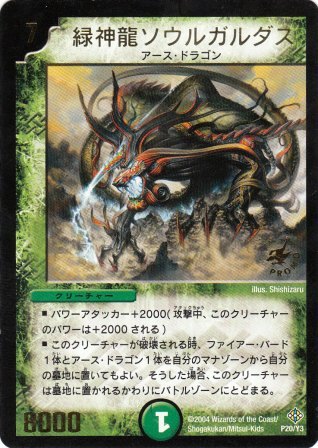 7
緑神龍ソウルガルダス
アース・ドラゴン
PROMO
illus. Shishizaru
クリーチャー
■ パワーアタッカー+2000(攻撃中、このクリーチャー
のパワーは+2000 される)
■ このクリーチャーが破壊される時、ファイアー・バード
1体とアース・ドラゴン1体を自分のマナゾーンから自分
の墓地に置いてもよい。そうした場合、このクリーチャー
は墓地に置かれるかわりにバトルゾーンにとどまる。
6000
1
©2004 Wizards of the Coast/
Shogakukan/Mitsui-Kids
P20/Y3